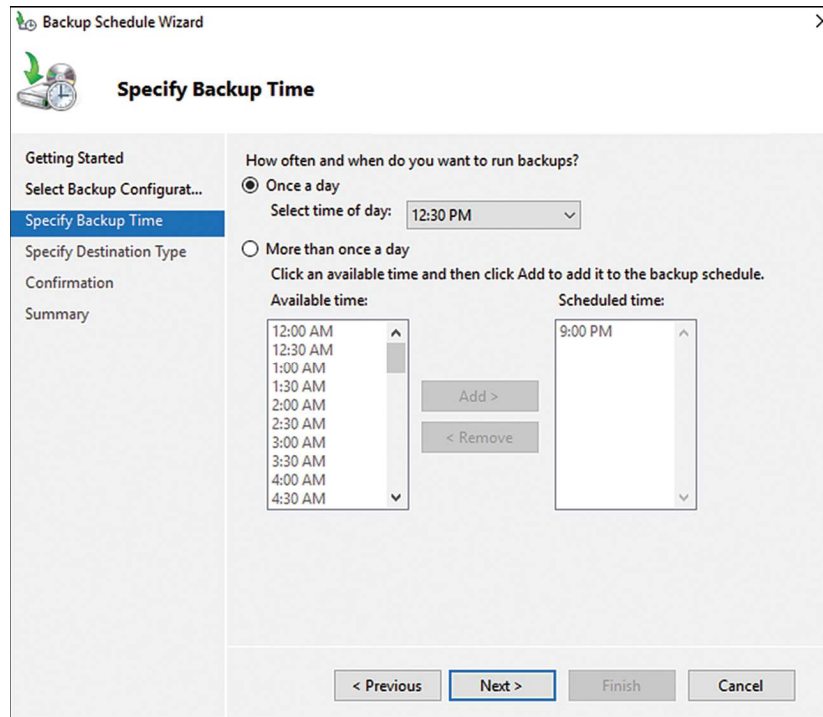 Backup Schedule Wizard
Specify Backup Time
Getting Started
Select Backup Configurat...
Specify Backup Time
Specify Destination Type
Confirmation
Summary
How often and when do you want to run backups?
Once a day
Select time of day: 12:30 PM
More than once a day
Click an available time and then click Add to add it to the backup schedule.
Available time:
12:00 AM
12:30 AM
1:00 AM
1:30 AM
2:00 AM
2:30 AM
3:00 AM
3:30 AM
4:00 AM
4:30 AM
Add >
< Remove
Scheduled time:
9:00 PM
< Previous
Next >
Finish
Cancel